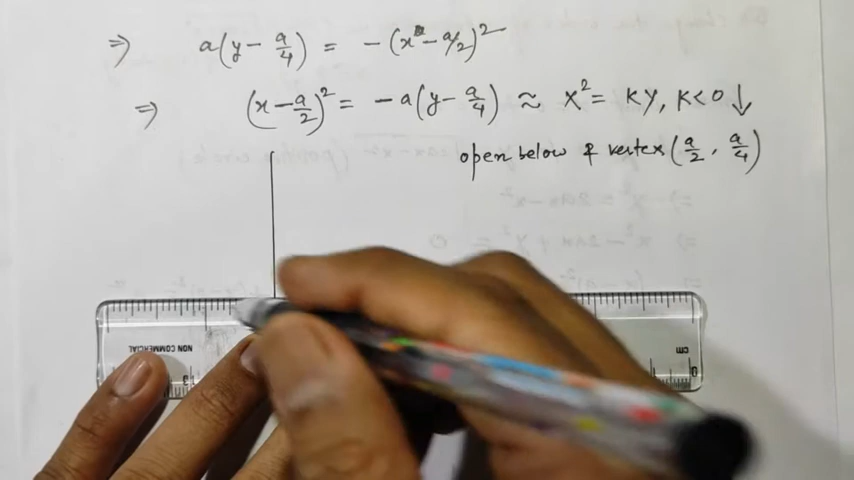 ⇒ a(y - a/4) = -(x - a/2)²
⇒ (x - a/2)² = -a(y - a/4) ≈ X² = KY, K<0 ↓
open below & vertex (a/2, a/4)
NON COMMERCIAL
cm